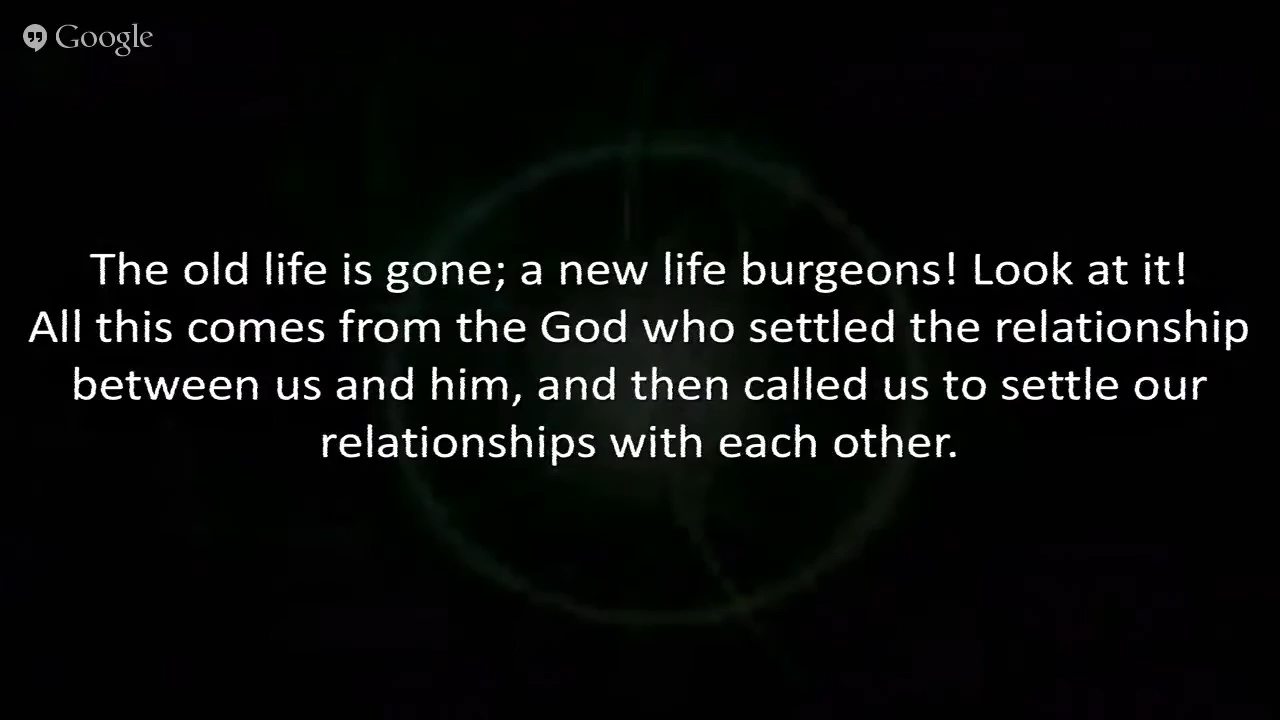 Google
The old life is gone; a new life burgeons! Look at it!
All this comes from the God who settled the relationship
between us and him, and then called us to settle our
relationships with each other.